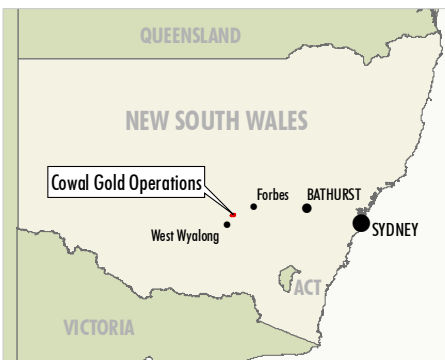 QUEENSLAND
NEW SOUTH WALES
Cowal Gold Operations
Forbes
BATHURST
West Wyalong
SYDNEY
ACT
VICTORIA